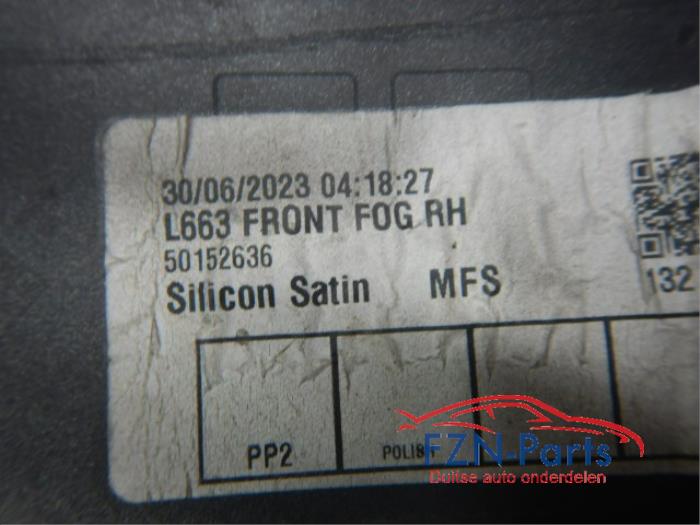 30/06/2023 04:18:27
L663 FRONT FOG RH
50152636
Silicon Satin MFS
132
PP2 POLISH
FZN-Parts
Duitse auto onderdelen